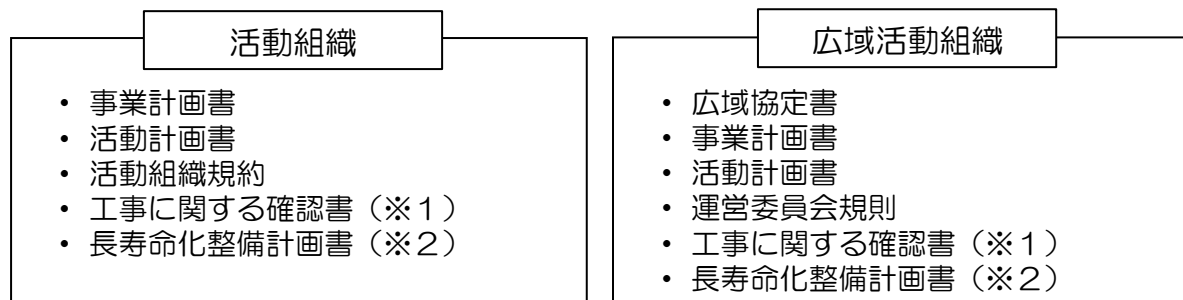 活動組織
・ 事業計画書
・ 活動計画書
・ 活動組織規約
・ 工事に関する確認書（※１）
・ 長寿命化整備計画書（※２）
広域活動組織
・ 広域協定書
・ 事業計画書
・ 活動計画書
・ 運営委員会規則
・ 工事に関する確認書（※１）
・ 長寿命化整備計画書（※２）